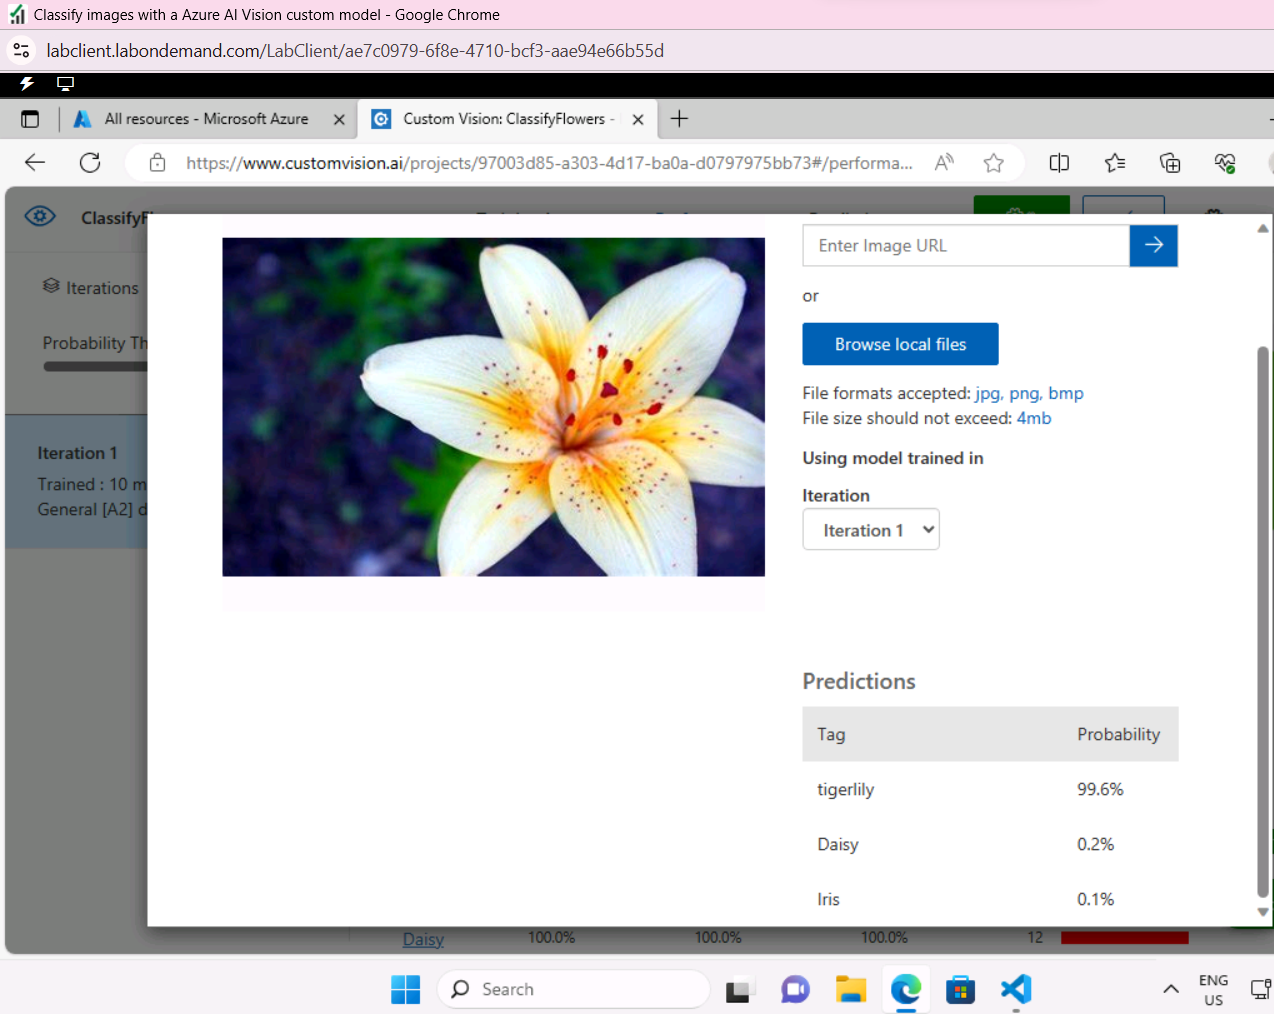 Classify images with a Azure AI Vision custom model - Google Chrome
labclient.labondemand.com/LabClient/ae7c0979-6f8e-4710-bcf3-aae94e66b55d
All resources - Microsoft Azure
Custom Vision: ClassifyFlowers -
https://www.customvision.ai/projects/97003d85-a303-4d17-ba0a-d0797975bb73#/performa...
Iterations
Probability Th
Iteration 1
Trained : 10 m
General [A2] d
Enter Image URL
or
Browse local files
File formats accepted: jpg, png, bmp
File size should not exceed: 4mb
Using model trained in
Iteration
Iteration 1
Predictions
Tag Probability
tigerlily 99.6%
Daisy 0.2%
Iris 0.1%
Daisy 100.0% 100.0% 100.0% 12
Search
ENG
US